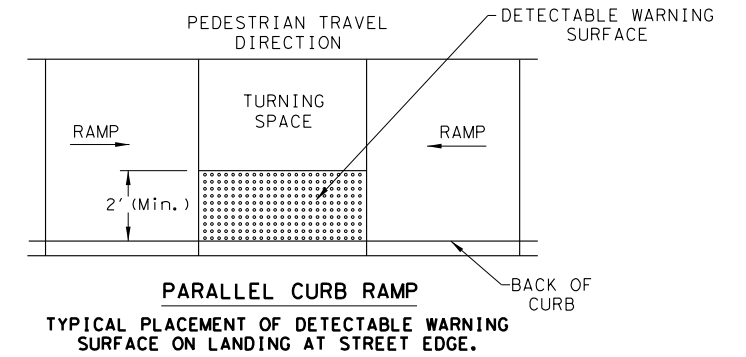 PEDESTRIAN TRAVEL
DIRECTION
DETECTABLE WARNING
SURFACE
TURNING
SPACE
RAMP
RAMP
2' (Min.)
BACK OF
CURB
PARALLEL CURB RAMP
TYPICAL PLACEMENT OF DETECTABLE WARNING
SURFACE ON LANDING AT STREET EDGE.